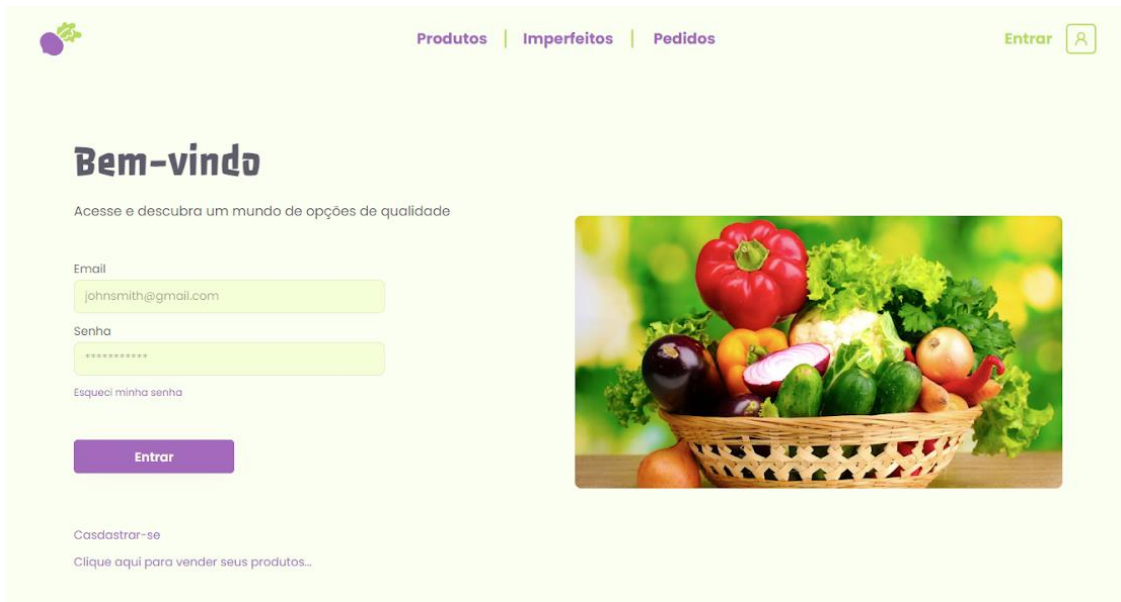 Produtos | Imperfeitos | Pedidos
Entrar
Bem-vindo
Acesse e descubra um mundo de opções de qualidade
Email
johnsmith@gmail.com
Senha
***********
Esqueci minha senha
Entrar
Casdastrar-se
Clique aqui para vender seus produtos...